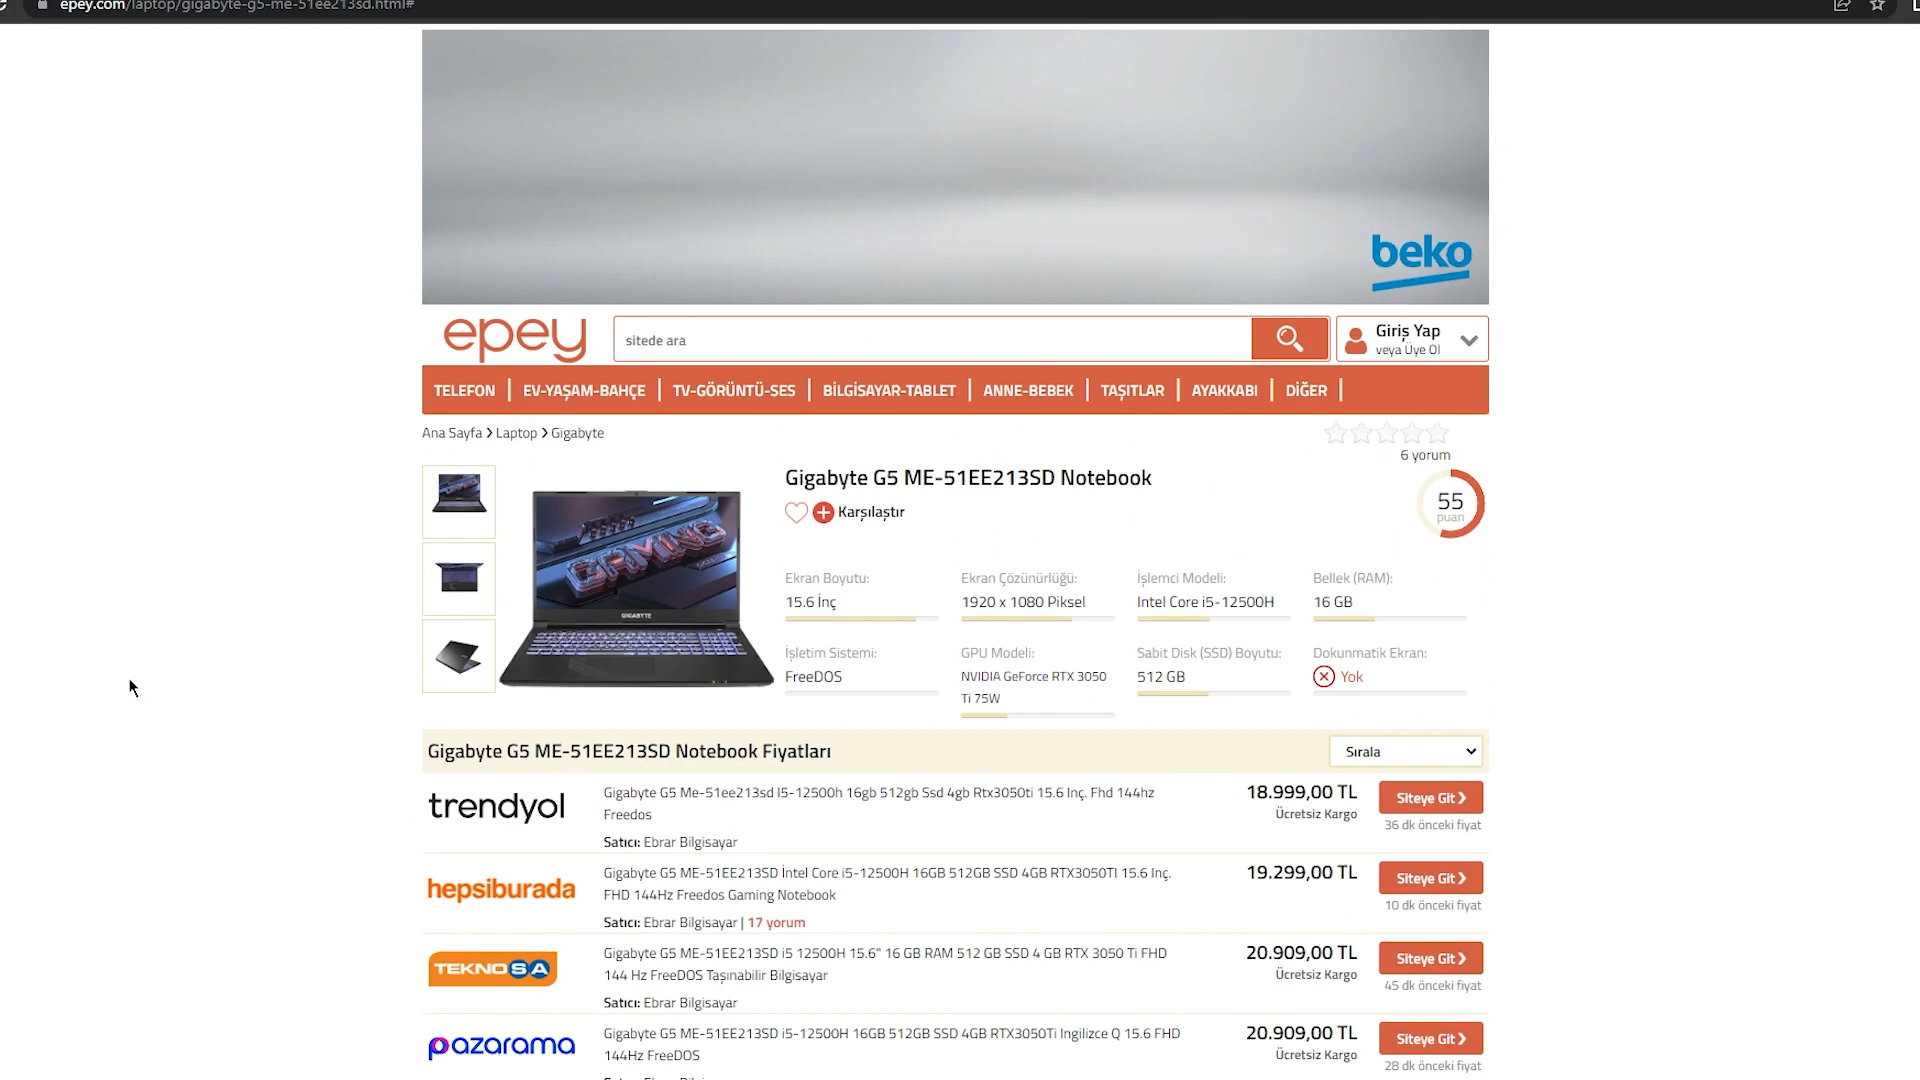 epey.com/laptop/gigabyte-g5-me-51ee213sd.html#
beko
epey
sitede ara
Giriş Yap
veya Üye Ol
TELEFON
EV-YAŞAM-BAHÇE
TV-GÖRÜNTÜ-SES
BİLGİSAYAR-TABLET
ANNE-BEBEK
TAŞITLAR
AYAKKABI
DİĞER
Ana Sayfa > Laptop > Gigabyte
6 yorum
Gigabyte G5 ME-51EE213SD Notebook
Karşılaştır
55
puan
GAMING
GIGABYTE
Ekran Boyutu:
15.6 İnç
Ekran Çözünürlüğü:
1920 x 1080 Piksel
İşlemci Modeli:
Intel Core i5-12500H
Bellek (RAM):
16 GB
İşletim Sistemi:
FreeDOS
GPU Modeli:
NVIDIA GeForce RTX 3050
Ti 75W
Sabit Disk (SSD) Boyutu:
512 GB
Dokunmatik Ekran:
Yok
Gigabyte G5 ME-51EE213SD Notebook Fiyatları
Sırala
trendyol
Gigabyte G5 Me-51ee213sd I5-12500h 16gb 512gb Ssd 4gb Rtx3050ti 15.6 Inç. Fhd 144hz
Freedos
Satıcı: Ebrar Bilgisayar
18.999,00 TL
Ücretsiz Kargo
Siteye Git
36 dk önceki fiyat
hepsiburada
Gigabyte G5 ME-51EE213SD İntel Core i5-12500H 16GB 512GB SSD 4GB RTX3050TI 15.6 Inç.
FHD 144Hz Freedos Gaming Notebook
Satıcı: Ebrar Bilgisayar | 17 yorum
19.299,00 TL
Siteye Git
10 dk önceki fiyat
TEKNOSA
Gigabyte G5 ME-51EE213SD i5 12500H 15.6" 16 GB RAM 512 GB SSD 4 GB RTX 3050 Ti FHD
144 Hz FreeDOS Taşınabilir Bilgisayar
Satıcı: Ebrar Bilgisayar
20.909,00 TL
Ücretsiz Kargo
Siteye Git
45 dk önceki fiyat
pazarama
Gigabyte G5 ME-51EE213SD i5-12500H 16GB 512GB SSD 4GB RTX3050Ti Ingilizce Q 15.6 FHD
144Hz FreeDOS
20.909,00 TL
Ücretsiz Kargo
Siteye Git
28 dk önceki fiyat